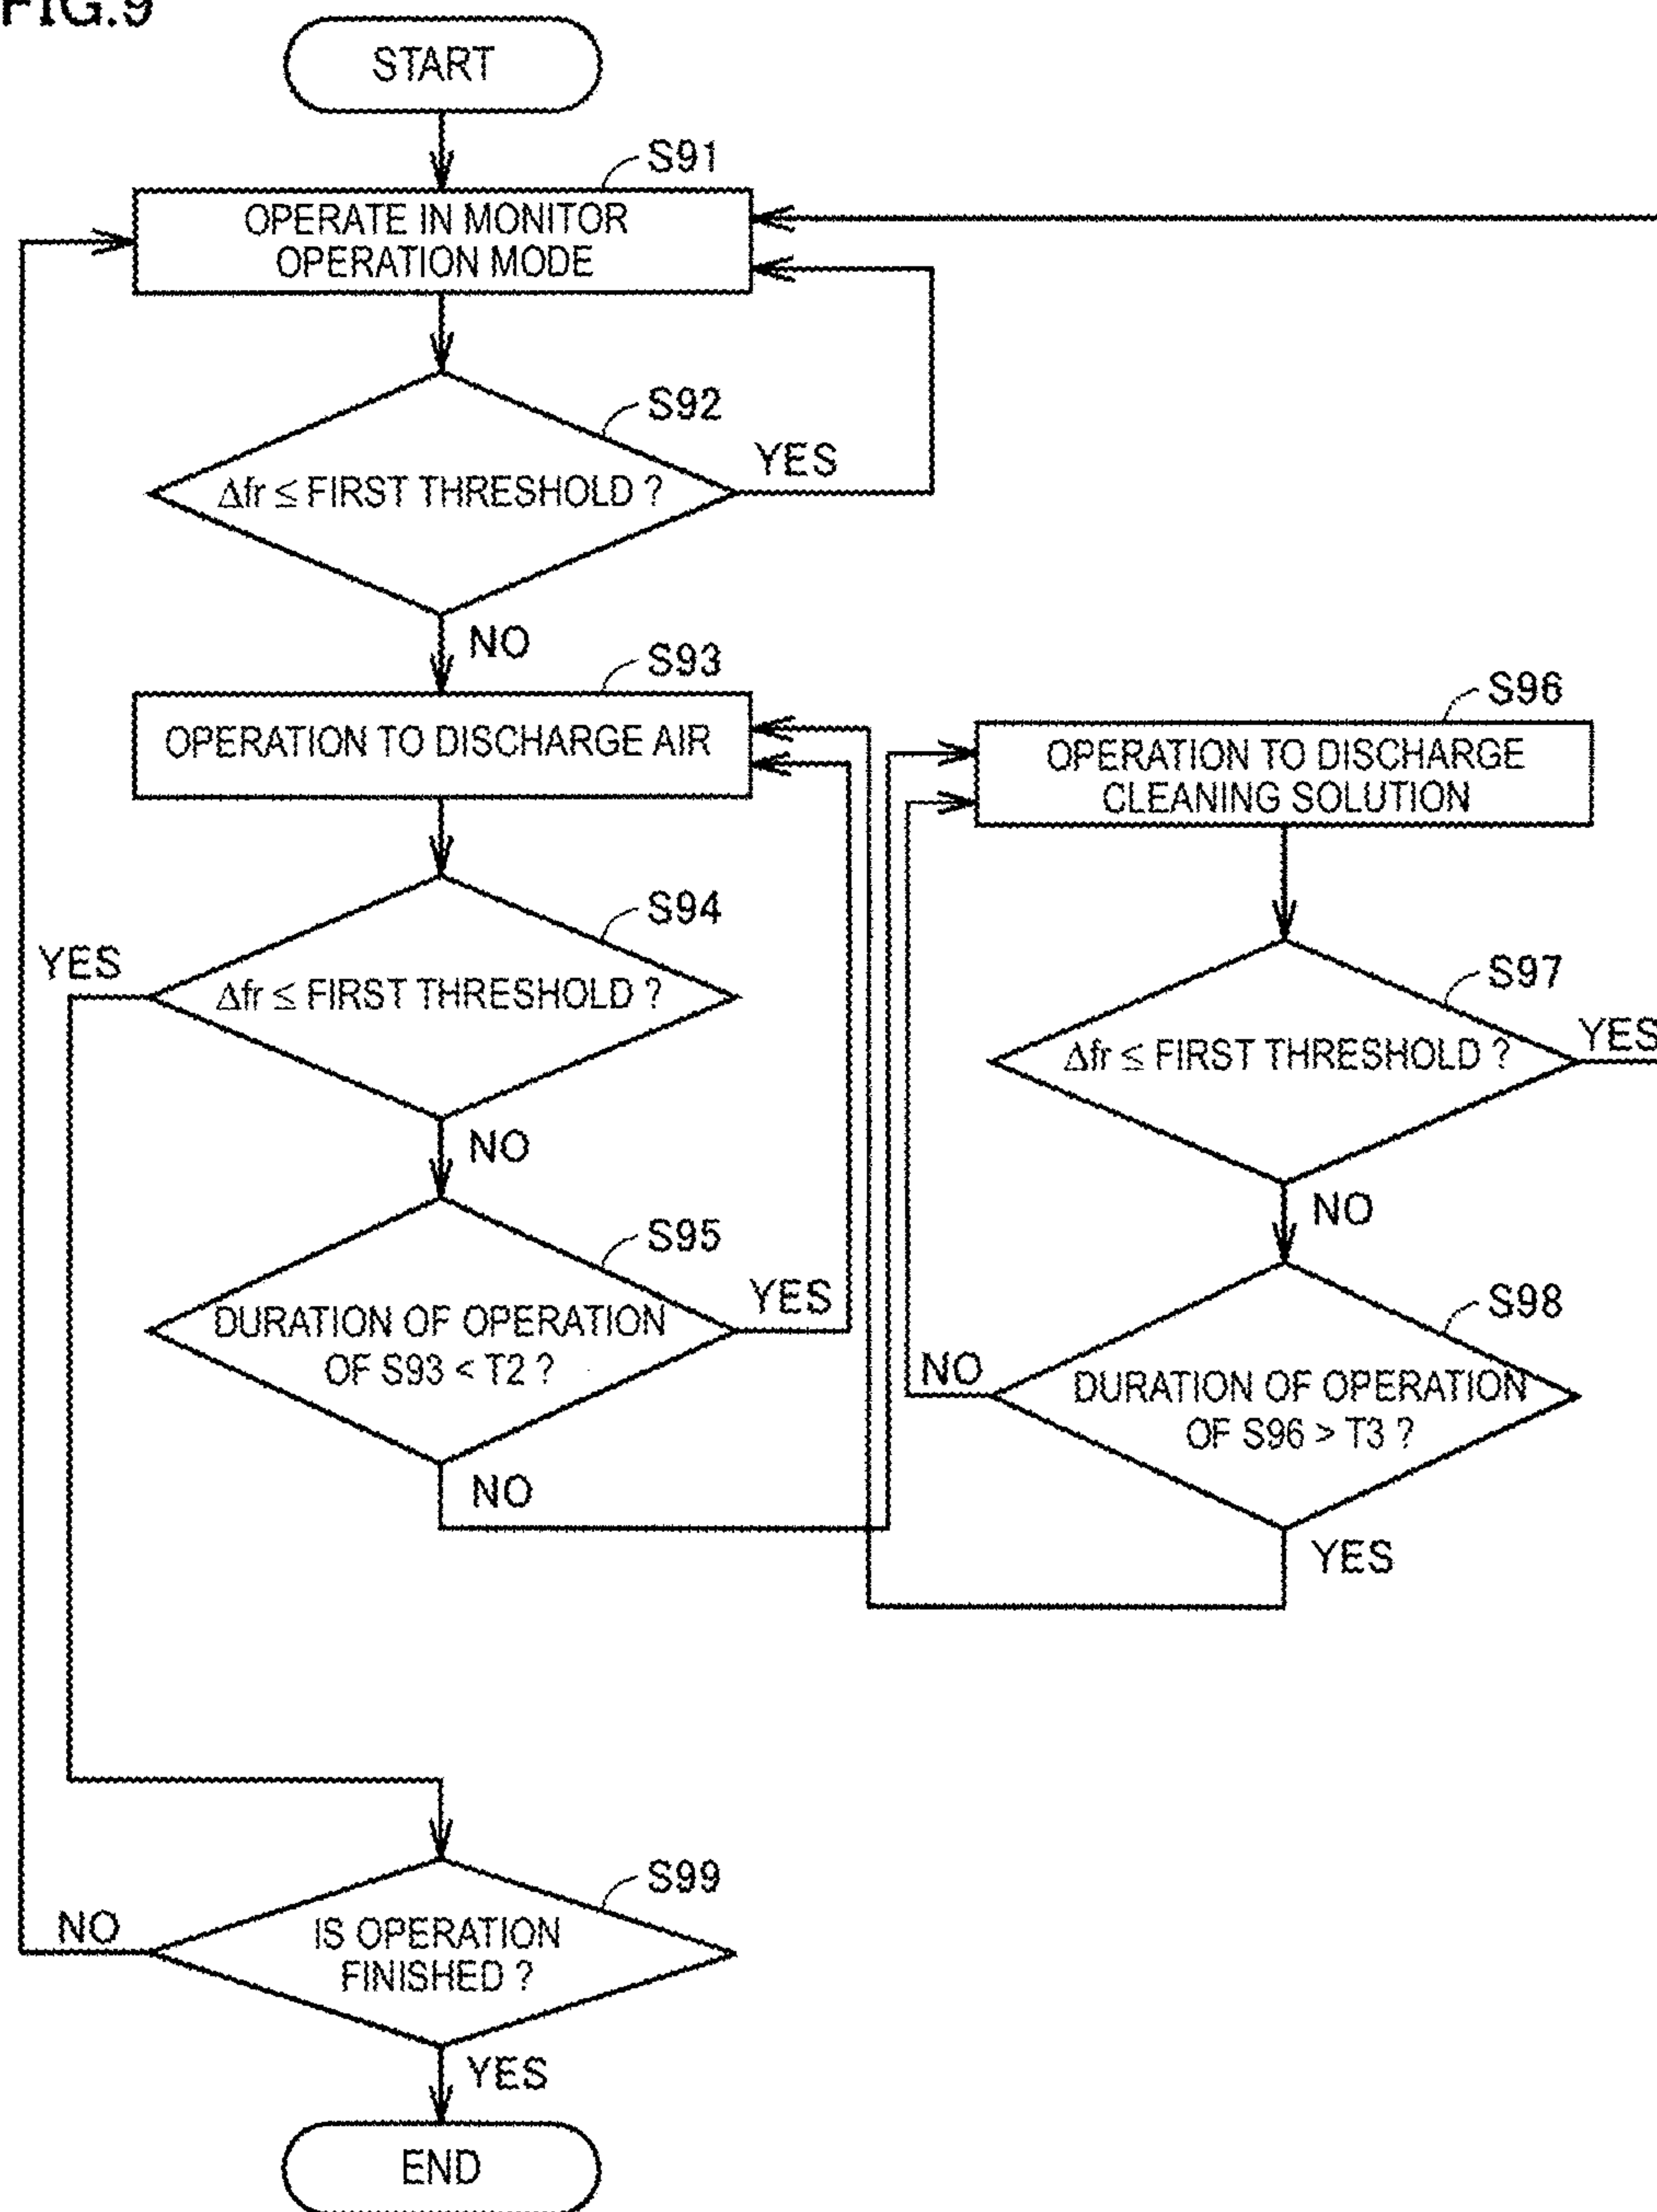 FIG.9
START
S91
OPERATE IN MONITOR
OPERATION MODE
S92
Δfr ≤ FIRST THRESHOLD ?
YES
NO
S93
OPERATION TO DISCHARGE AIR
S94
YES
Δfr ≤ FIRST THRESHOLD ?
NO
S95
DURATION OF OPERATION
OF S93 < T2 ?
YES
NO
S96
OPERATION TO DISCHARGE
CLEANING SOLUTION
S97
Δfr ≤ FIRST THRESHOLD ?
YES
NO
S98
NO
DURATION OF OPERATION
OF S96 > T3 ?
YES
S99
NO
IS OPERATION
FINISHED ?
YES
END